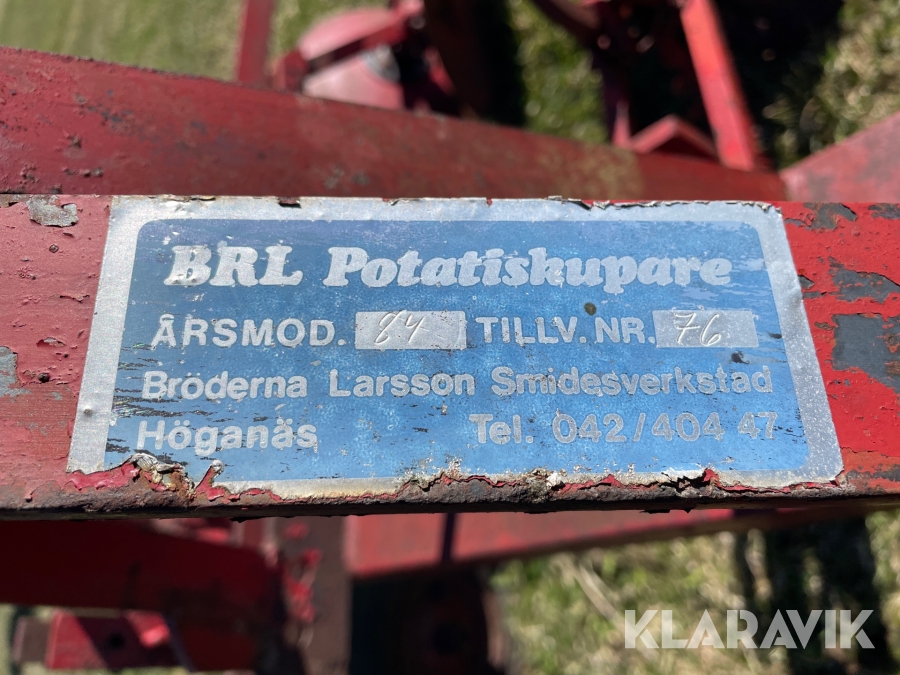 BRL Potatiskupare
ÅRSMOD. 84 TILLV. NR. 76
Bröderna Larsson Smidesverkstad
Höganäs Tel. 042/404 47
KLARAVIK